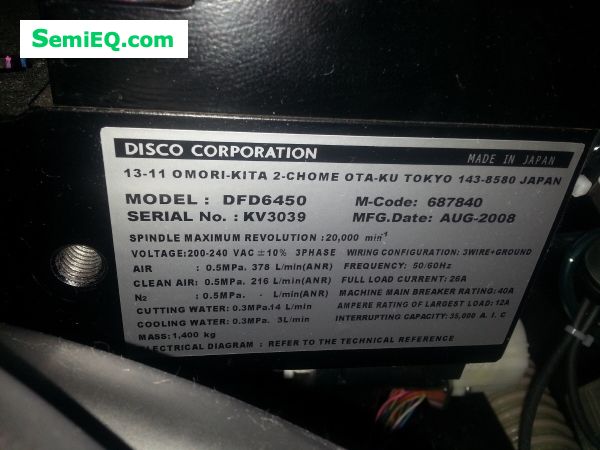 SemiEQ.com
DISCO CORPORATION MADE IN JAPAN
13-11 OMORI-KITA 2-CHOME OTA-KU TOKYO 143-8580 JAPAN
MODEL : DFD6450 M-Code: 687840
SERIAL No. : KV3039 MFG.Date: AUG-2008
SPINDLE MAXIMUM REVOLUTION : 20,000 min⁻¹
VOLTAGE:200-240 VAC ±10% 3PHASE WIRING CONFIGURATION: 3WIRE+GROUND
AIR : 0.5MPa. 378 L/min(ANR) FREQUENCY: 50/60Hz
CLEAN AIR: 0.5MPa. 216 L/min(ANR) FULL LOAD CURRENT: 26A
N₂ : 0.5MPa. - L/min(ANR) MACHINE MAIN BREAKER RATING: 40A
CUTTING WATER: 0.3MPa.14 L/min AMPERE RATING OF LARGEST LOAD: 12A
COOLING WATER: 0.3MPa. 3L/min INTERRUPTING CAPACITY: 35,000 A.I.C
MASS:1,400 kg
ELECTRICAL DIAGRAM : REFER TO THE TECHNICAL REFERENCE